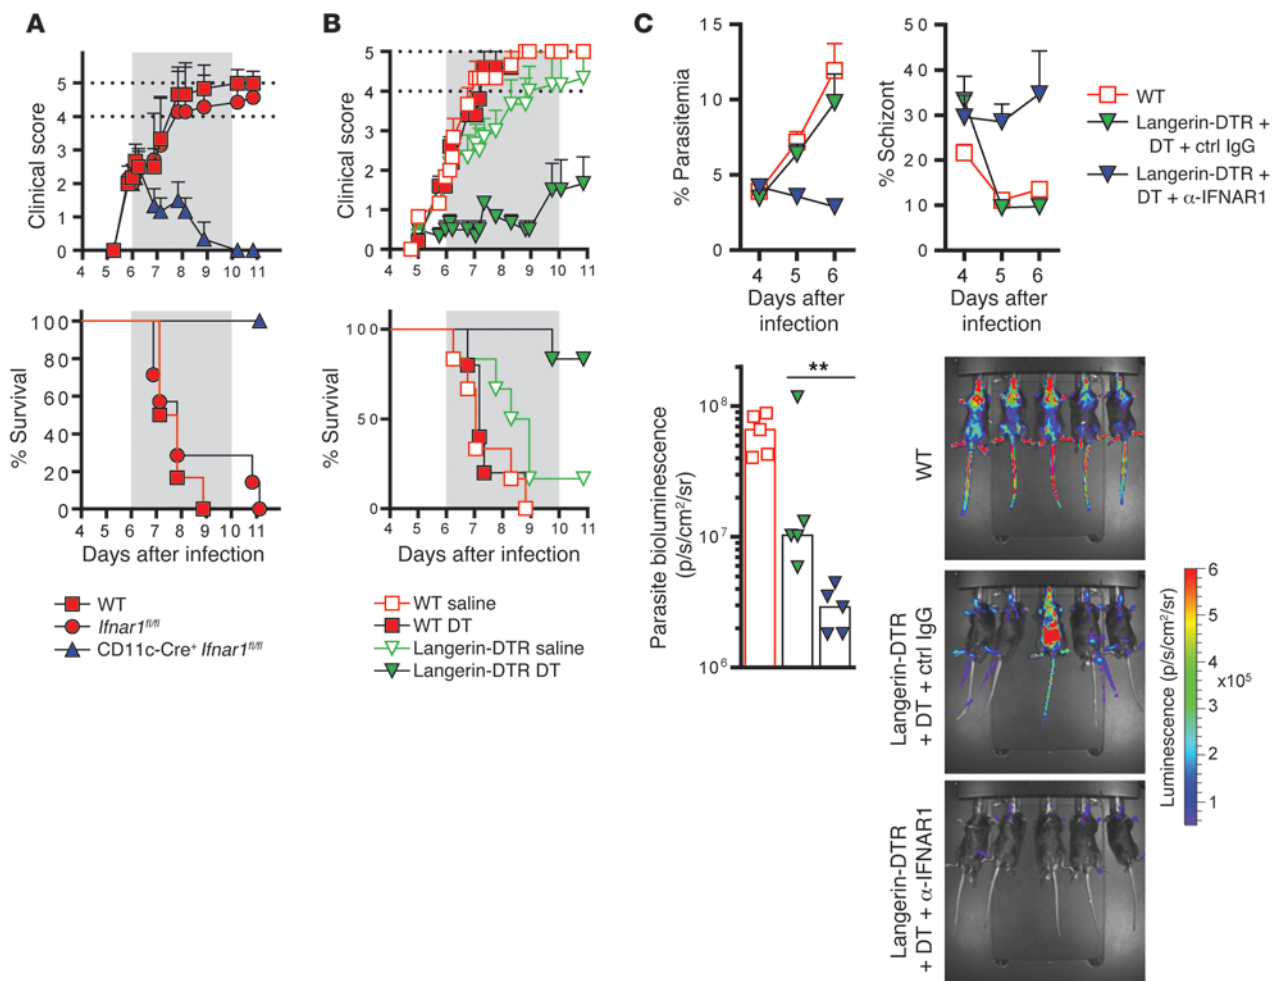 A
Clinical score
5
4
3
2
1
0
4 5 6 7 8 9 10 11
% Survival
100
80
60
40
20
0
4 5 6 7 8 9 10 11
Days after infection
WT
Ifnar1fl/fl
CD11c-Cre+ Ifnar1fl/fl
B
Clinical score
5
4
3
2
1
0
4 5 6 7 8 9 10 11
% Survival
100
50
0
4 5 6 7 8 9 10 11
Days after infection
WT saline
WT DT
Langerin-DTR saline
Langerin-DTR DT
C
% Parasitemia
15
10
5
0
4 5 6
Days after
infection
% Schizont
50
40
30
20
10
0
4 5 6
Days after
infection
WT
Langerin-DTR +
DT + ctrl IgG
Langerin-DTR +
DT + α-IFNAR1
Parasite bioluminescence
(p/s/cm²/sr)
10⁸
10⁷
10⁶
**
WT
Langerin-DTR
+ DT + ctrl IgG
Langerin-DTR
+ DT + α-IFNAR1
Luminescence (p/s/cm²/sr)
6
5
4
3
2
1
x10⁵